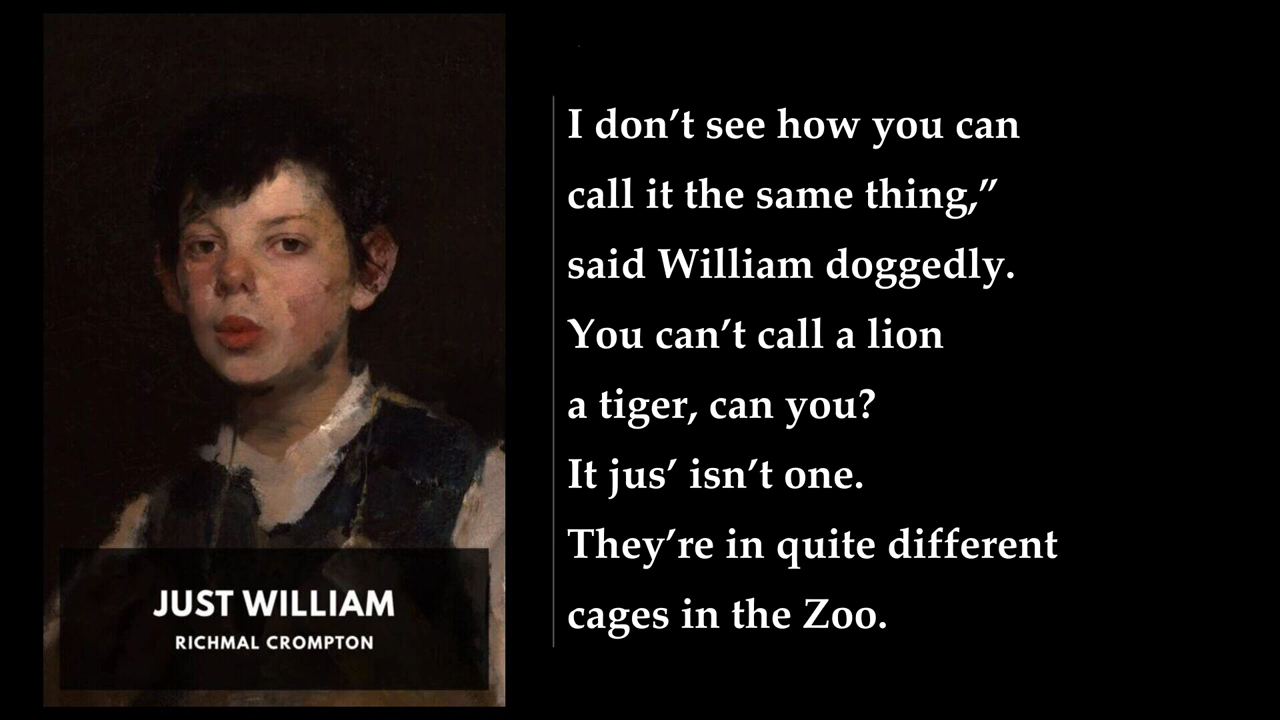 JUST WILLIAM
RICHMAL CROMPTON
I don’t see how you can
call it the same thing,”
said William doggedly.
You can’t call a lion
a tiger, can you?
It jus’ isn’t one.
They’re in quite different
cages in the Zoo.